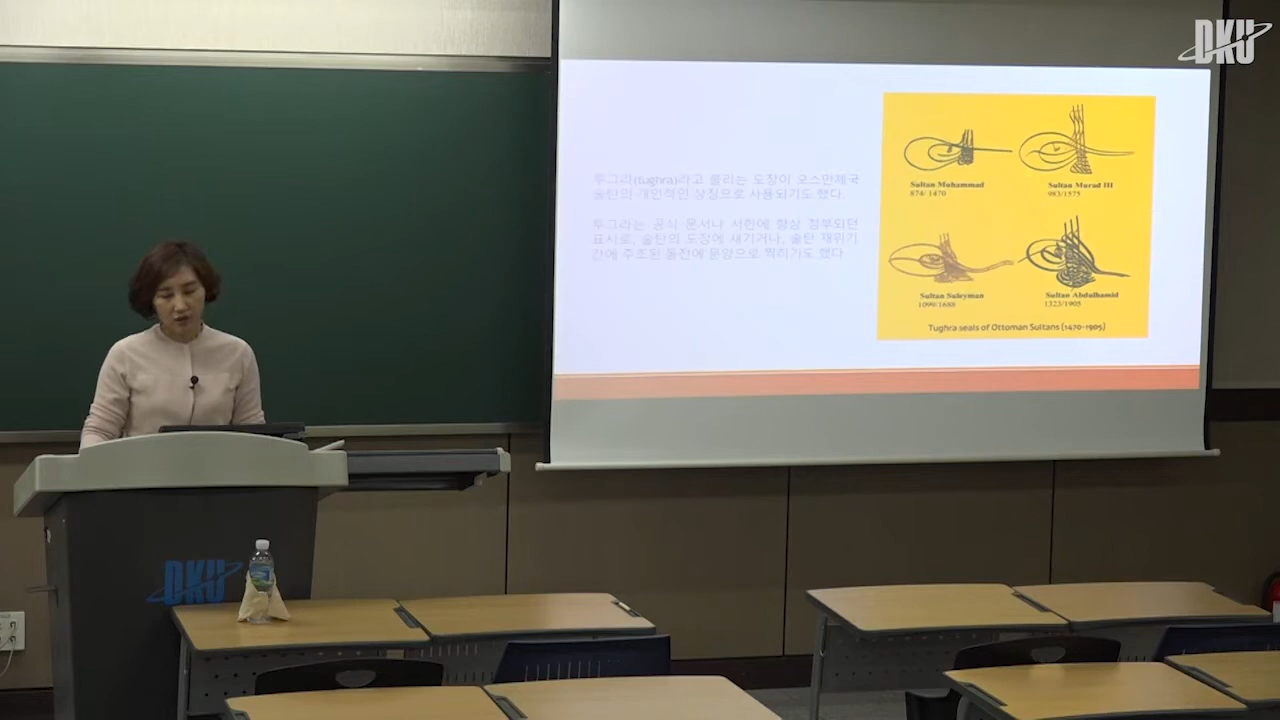 DKU
투그라(tughra)라고 불리는 도장이 오스만제국
술탄의 개인적인 상징으로 사용되기도 했다.
투그라는 공식 문서나 서한에 항상 첨부되던
표시로, 술탄의 도장에 새기거나, 술탄 재위기
간에 주조된 동전에 문양으로 찍히기도 했다
Sultan Mohammad
874/ 1470
Sultan Murad III
983/1575
Sultan Suleyman
1099/1688
Sultan Abdulhamid
1323/1905
Tughra seals of Ottoman Sultans (1470-1905)
DKU